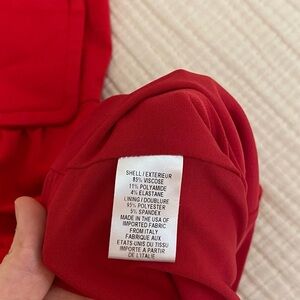 SHELL / EXTERIEUR
85% VISCOSE
11% POLYAMIDE
4% ELASTANE
LINING / DOUBLURE
95% POLYESTER
5% SPANDEX
MADE IN THE USA OF
IMPORTED FABRIC
FROM ITALY
FABRIQUE AUX
ETATS-UNIS DU TISSU
IMPORTE A PARTIR
DE L'ITALIE